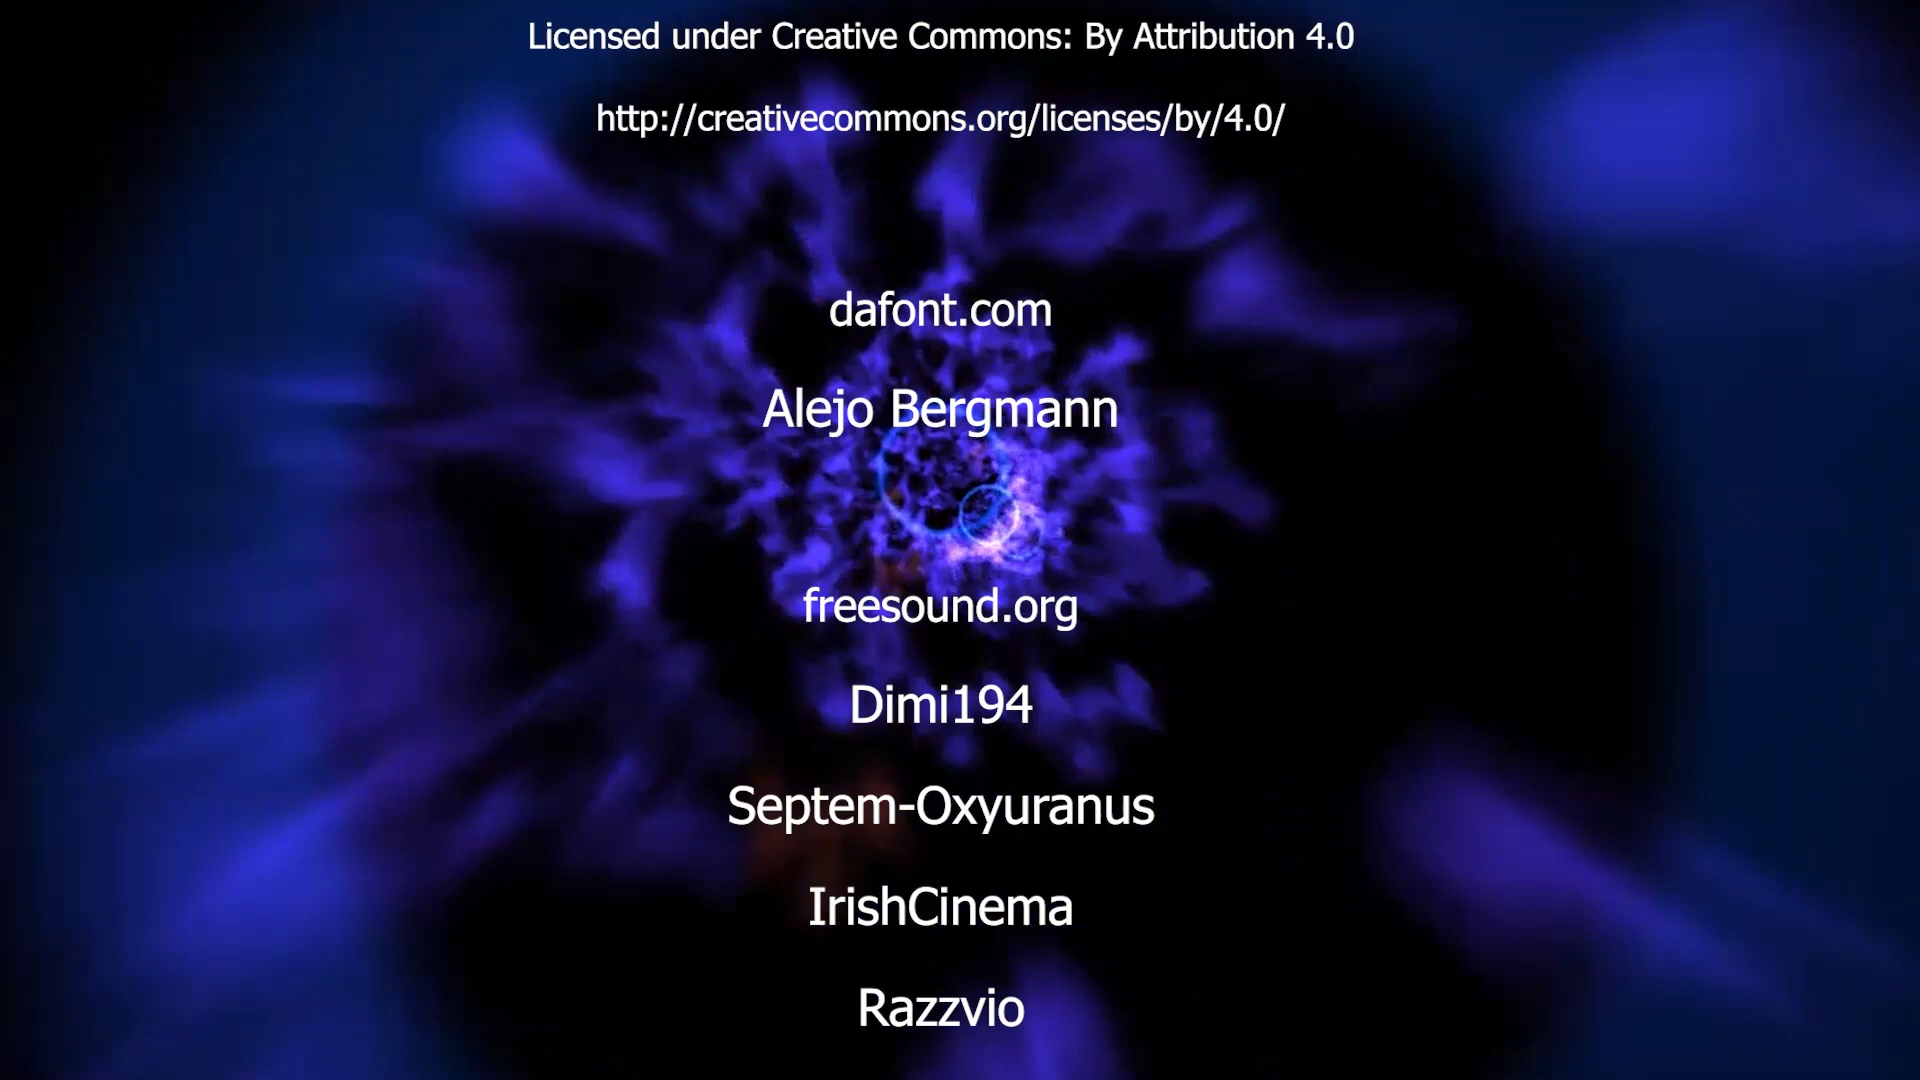 Licensed under Creative Commons: By Attribution 4.0
http://creativecommons.org/licenses/by/4.0/
dafont.com
Alejo Bergmann
freesound.org
Dimi194
Septem-Oxyuranus
IrishCinema
Razzvio